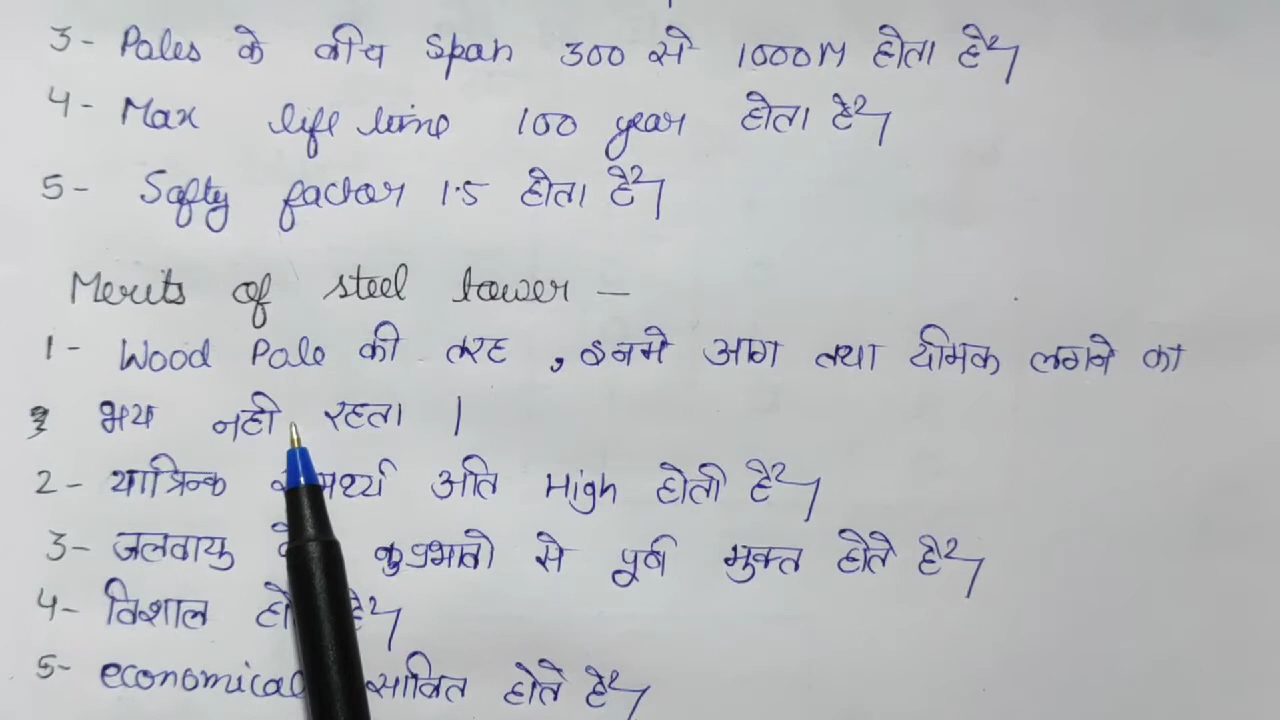 3- Poles के बीच span 300 से 1000M होता है
4- Max life time 100 year होता है
5- Safty factor 1.5 होता है
Merits of steel tower –
1- Wood Pole की तरह , इनमे आग तथा दीमक लगने का
भय नही रहता ।
2- यात्रिन्क सामर्थ्य अति High होती है
3- जलवायु के कुप्रभावो से पूर्व मुक्त होते है
4- विशाल होते है
5- economical सावित होते है